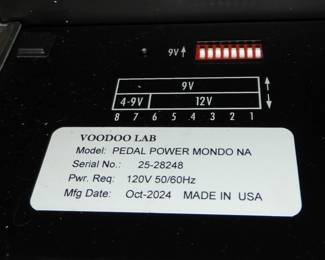 9V↑
9V
4-9V 12V
8 7 6 5 4 3 2 1
VOODOO LAB
Model: PEDAL POWER MONDO NA
Serial No.: 25-28248
Pwr. Req: 120V 50/60Hz
Mfg Date: Oct-2024 MADE IN USA